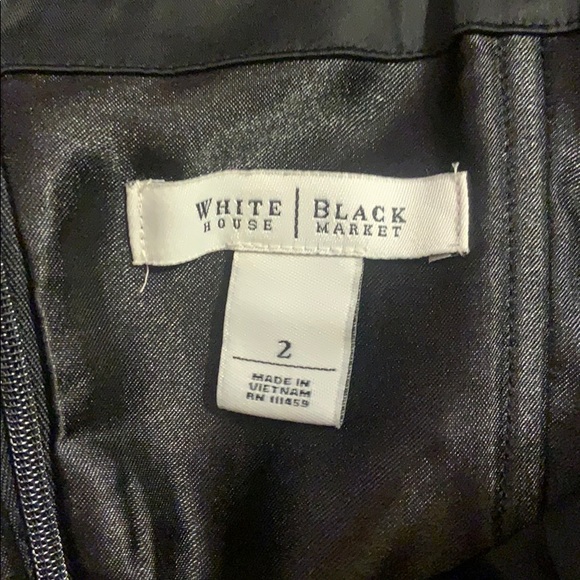 WHITE | BLACK
HOUSE | MARKET
2
MADE IN
VIETNAM
RN 111459